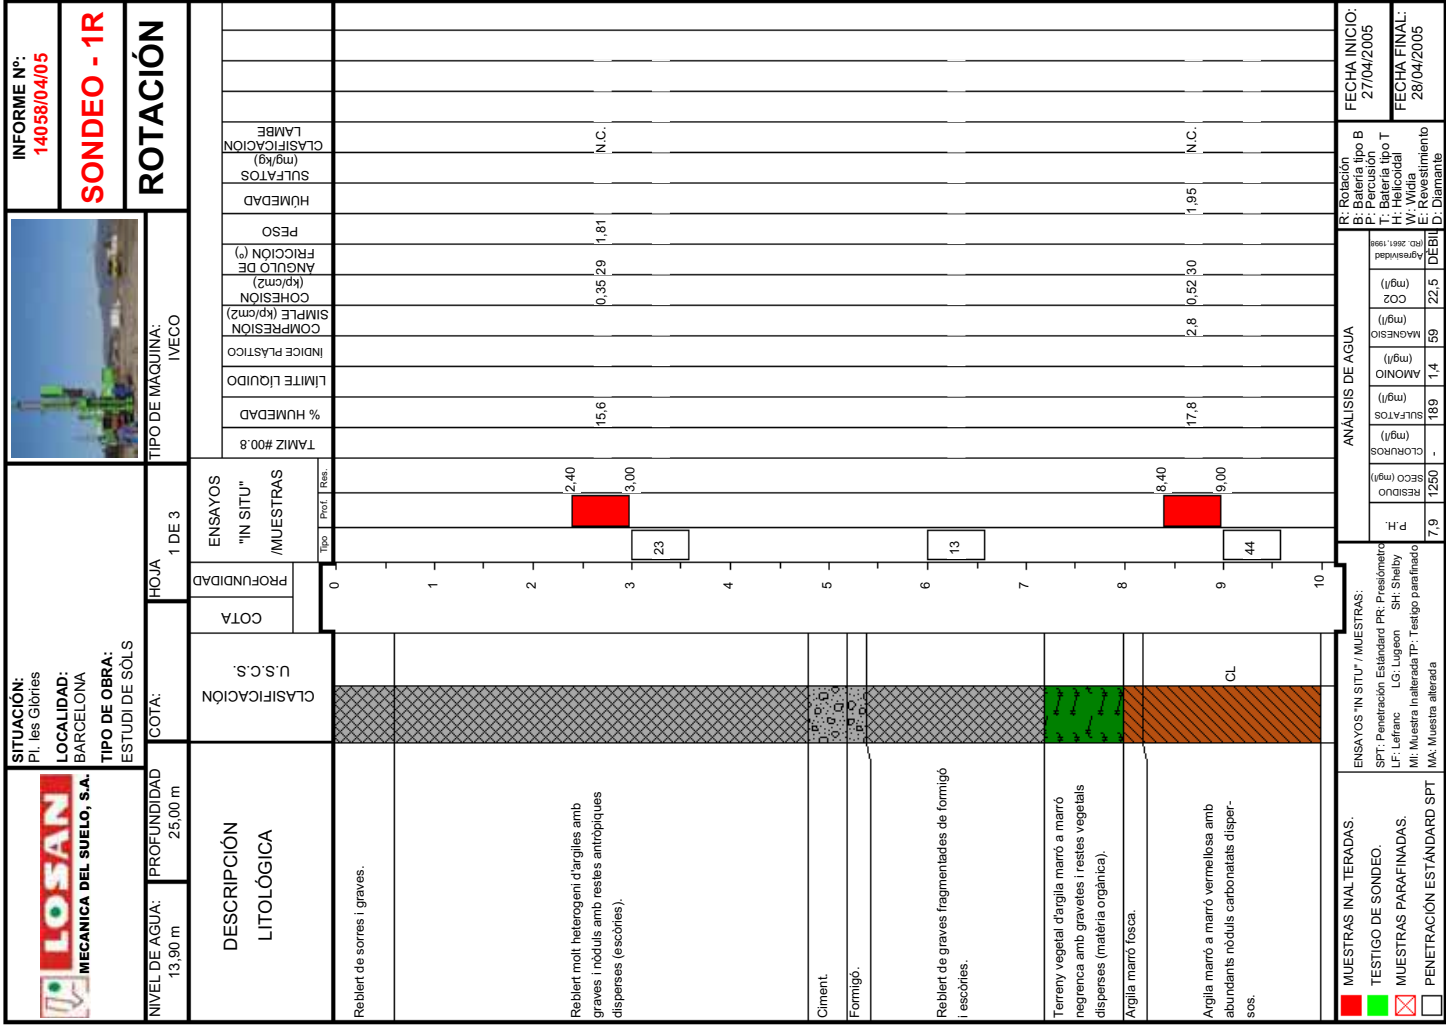 LOSAN
MECANICA DEL SUELO, S.A.
SITUACIÓN:
Pl. les Glòries
LOCALIDAD:
BARCELONA
TIPO DE OBRA:
ESTUDI DE SÒLS
INFORME Nº:
14058/04/05
SONDEO - 1R
ROTACIÓN
NIVEL DE AGUA:
13,90 m
PROFUNDIDAD
25,00 m
COTA:
HOJA
1 DE 3
TIPO DE MÁQUINA:
IVECO
DESCRIPCIÓN
LITOLÓGICA
CLASIFICACIÓN
U.S.C.S.
COTA
PROFUNDIDAD
ENSAYOS
"IN SITU"
/MUESTRAS
Tipo
Prof.
Res.
TAMIZ #00.8
% HUMEDAD
LÍMITE LÍQUIDO
ÍNDICE PLÁSTICO
COMPRESIÓN
SIMPLE (kp/cm2)
COHESIÓN
(kp/cm2)
ÁNGULO DE
FRICCIÓN (º)
PESO
HÚMEDAD
SULFATOS
(mg/kg)
CLASIFICACIÓN
LAMBE
0
1
2
3
4
5
6
7
8
9
10
Reblert de sorres i graves.
Reblert molt heterogeni d'argiles amb
graves i nòduls amb restes antròpiques
disperses (escòries).
Ciment.
Formigó.
Reblert de graves fragmentades de formigó
i escòries.
Terreny vegetal d'argila marró a marró
negrenca amb gravetes i restes vegetals
disperses (matèria orgànica).
Argila marró fosca.
Argila marró a marró vermellosa amb
abundants nòduls carbonatats disper-
sos.
CL
2,40
3,00
23
15,6
0,35
29
1,81
N.C.
13
8,40
9,00
44
17,8
2,8
0,52
30
1,95
N.C.
MUESTRAS INALTERADAS.
TESTIGO DE SONDEO.
MUESTRAS PARAFINADAS.
PENETRACIÓN ESTÁNDARD SPT
ENSAYOS "IN SITU" / MUESTRAS:
SPT: Penetración Estándard PR: Presiómetro
LF: Lefranc LG: Lugeon SH: Shelby
MI: Muestra InalteradaTP: Testigo parafinado
MA: Muestra alterada
ANÁLISIS DE AGUA
P.H.
RESIDUO
SECO (mg/l)
CLORUROS
(mg/l)
SULFATOS
(mg/l)
AMONIO
(mg/l)
MAGNESIO
(mg/l)
CO2
(mg/l)
Agresividad
(RD. 2661,1998
7,9
1250
-
189
1,4
59
22,5
DÉBIL
R: Rotación
B: Batería tipo B
P: Percusión
T: Batería tipo T
H: Helicoidal
W: Widia
E: Revestimiento
D: Diamante
FECHA INICIO:
27/04/2005
FECHA FINAL:
28/04/2005